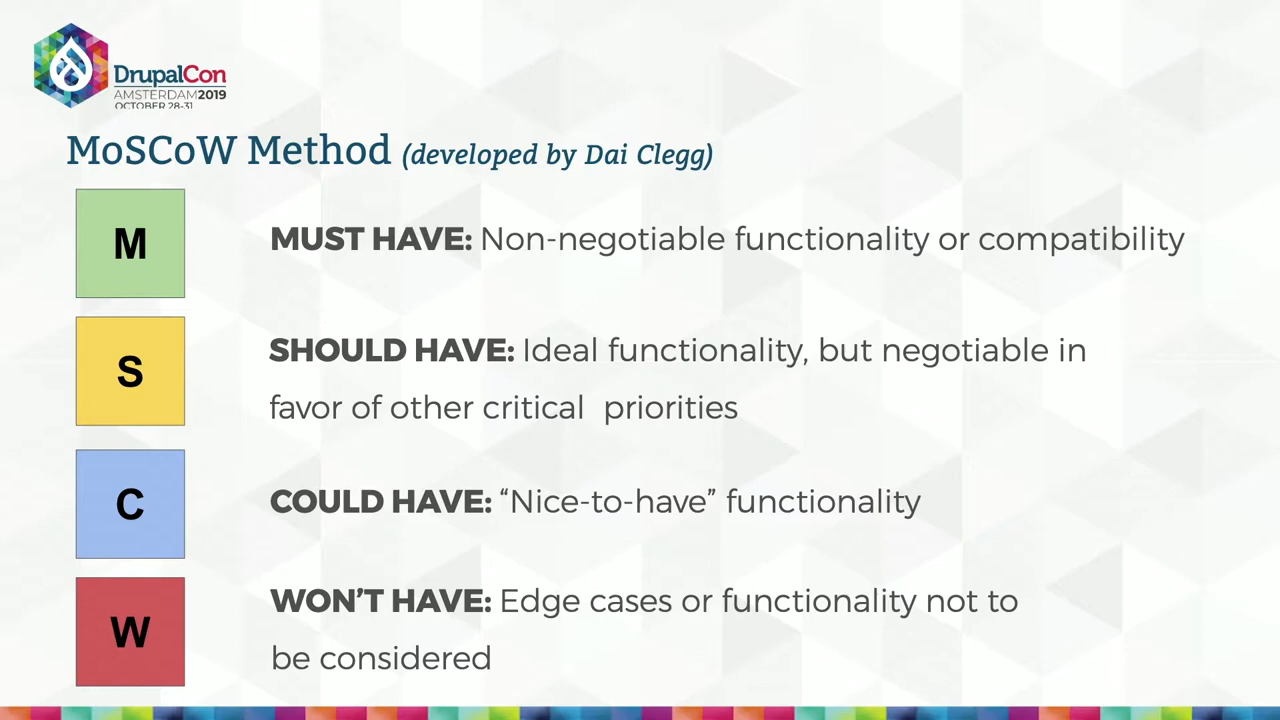 DrupalCon
AMSTERDAM2019
OCTOBER 28-31
MoSCoW Method (developed by Dai Clegg)
M
MUST HAVE: Non-negotiable functionality or compatibility
S
SHOULD HAVE: Ideal functionality, but negotiable in
favor of other critical priorities
C
COULD HAVE: “Nice-to-have” functionality
W
WON’T HAVE: Edge cases or functionality not to
be considered